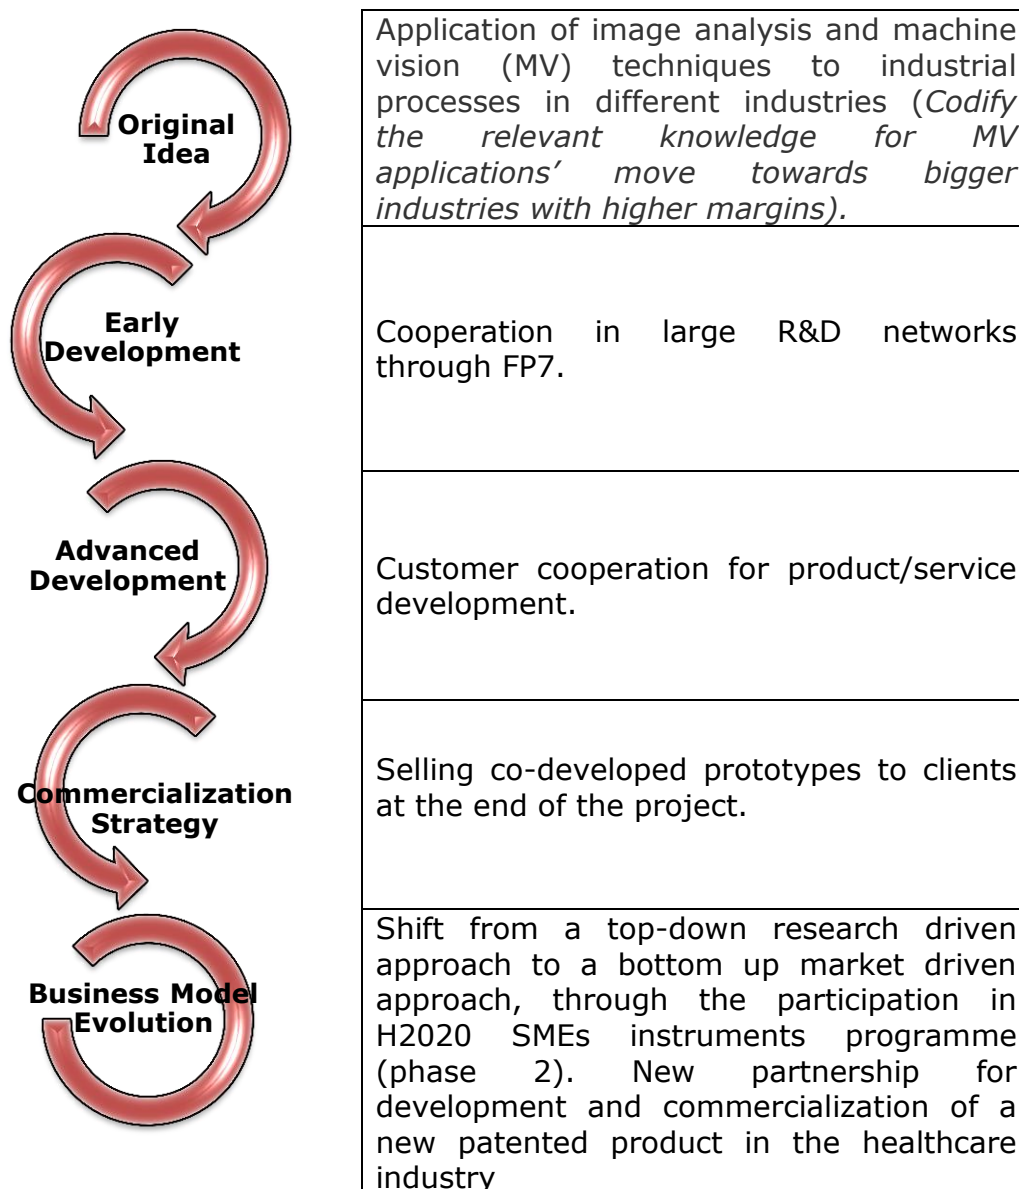 Original
Idea
Application of image analysis and machine
vision (MV) techniques to industrial
processes in different industries (Codify
the relevant knowledge for MV
applications’ move towards bigger
industries with higher margins).
Early
Development
Cooperation in large R&D networks
through FP7.
Advanced
Development
Customer cooperation for product/service
development.
Commercialization
Strategy
Selling co-developed prototypes to clients
at the end of the project.
Business Model
Evolution
Shift from a top-down research driven
approach to a bottom up market driven
approach, through the participation in
H2020 SMEs instruments programme
(phase 2). New partnership for
development and commercialization of a
new patented product in the healthcare
industry